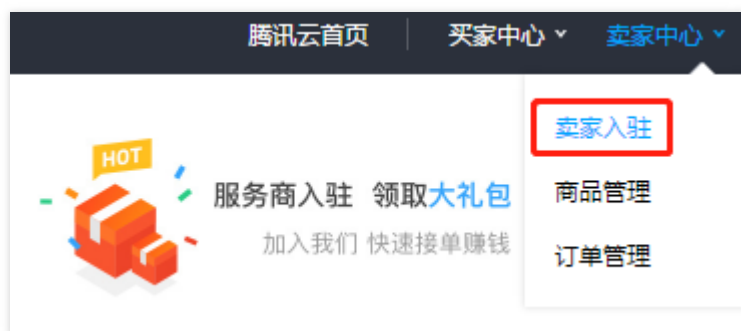 腾讯云首页 买家中心 卖家中心
卖家入驻
HOT
服务商入驻 领取大礼包
商品管理
加入我们 快速接单赚钱
订单管理